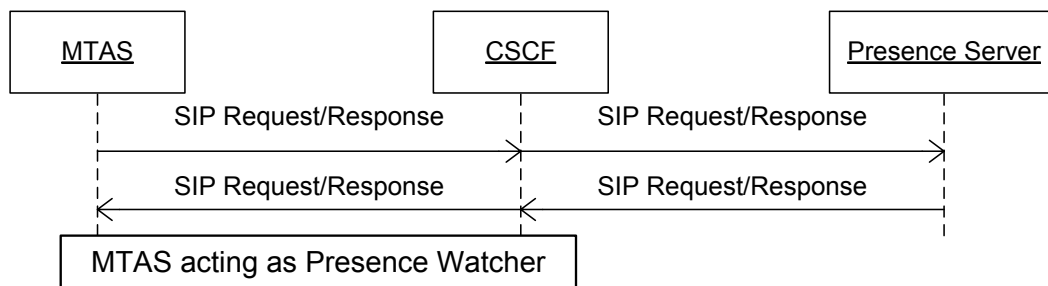 MTAS
CSCF
Presence Server
SIP Request/Response
SIP Request/Response
SIP Request/Response
SIP Request/Response
MTAS acting as Presence Watcher